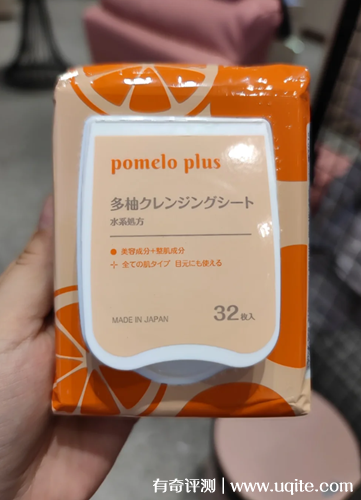 pomelo plus
多柚クレンジングシート
水系処方
美容成分+整肌成分
全ての肌タイプ 目元にも使える
MADE IN JAPAN 32枚入
有奇评测｜www.uqite.com